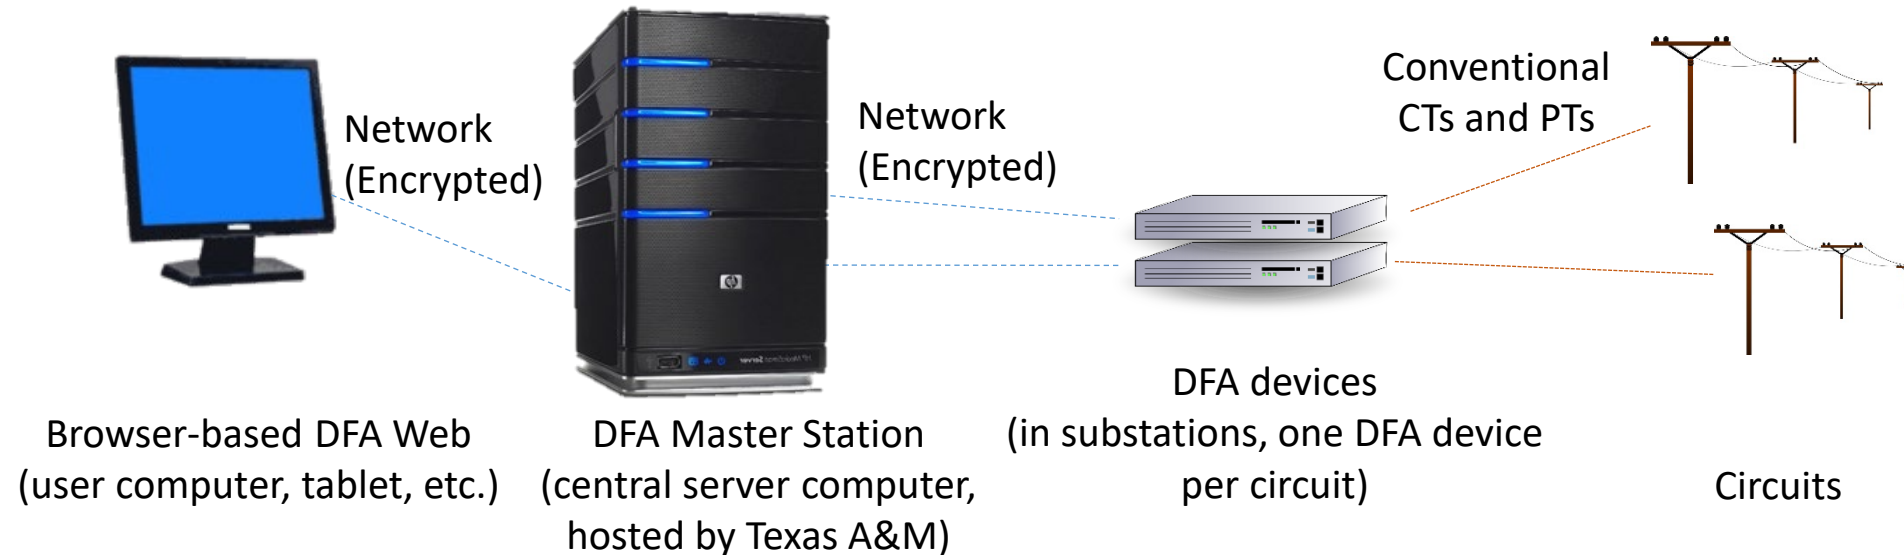 Network
(Encrypted)
Network
(Encrypted)
Conventional
CTs and PTs
hp
Browser-based DFA Web
(user computer, tablet, etc.)
DFA Master Station
(central server computer,
hosted by Texas A&M)
DFA devices
(in substations, one DFA device
per circuit)
Circuits